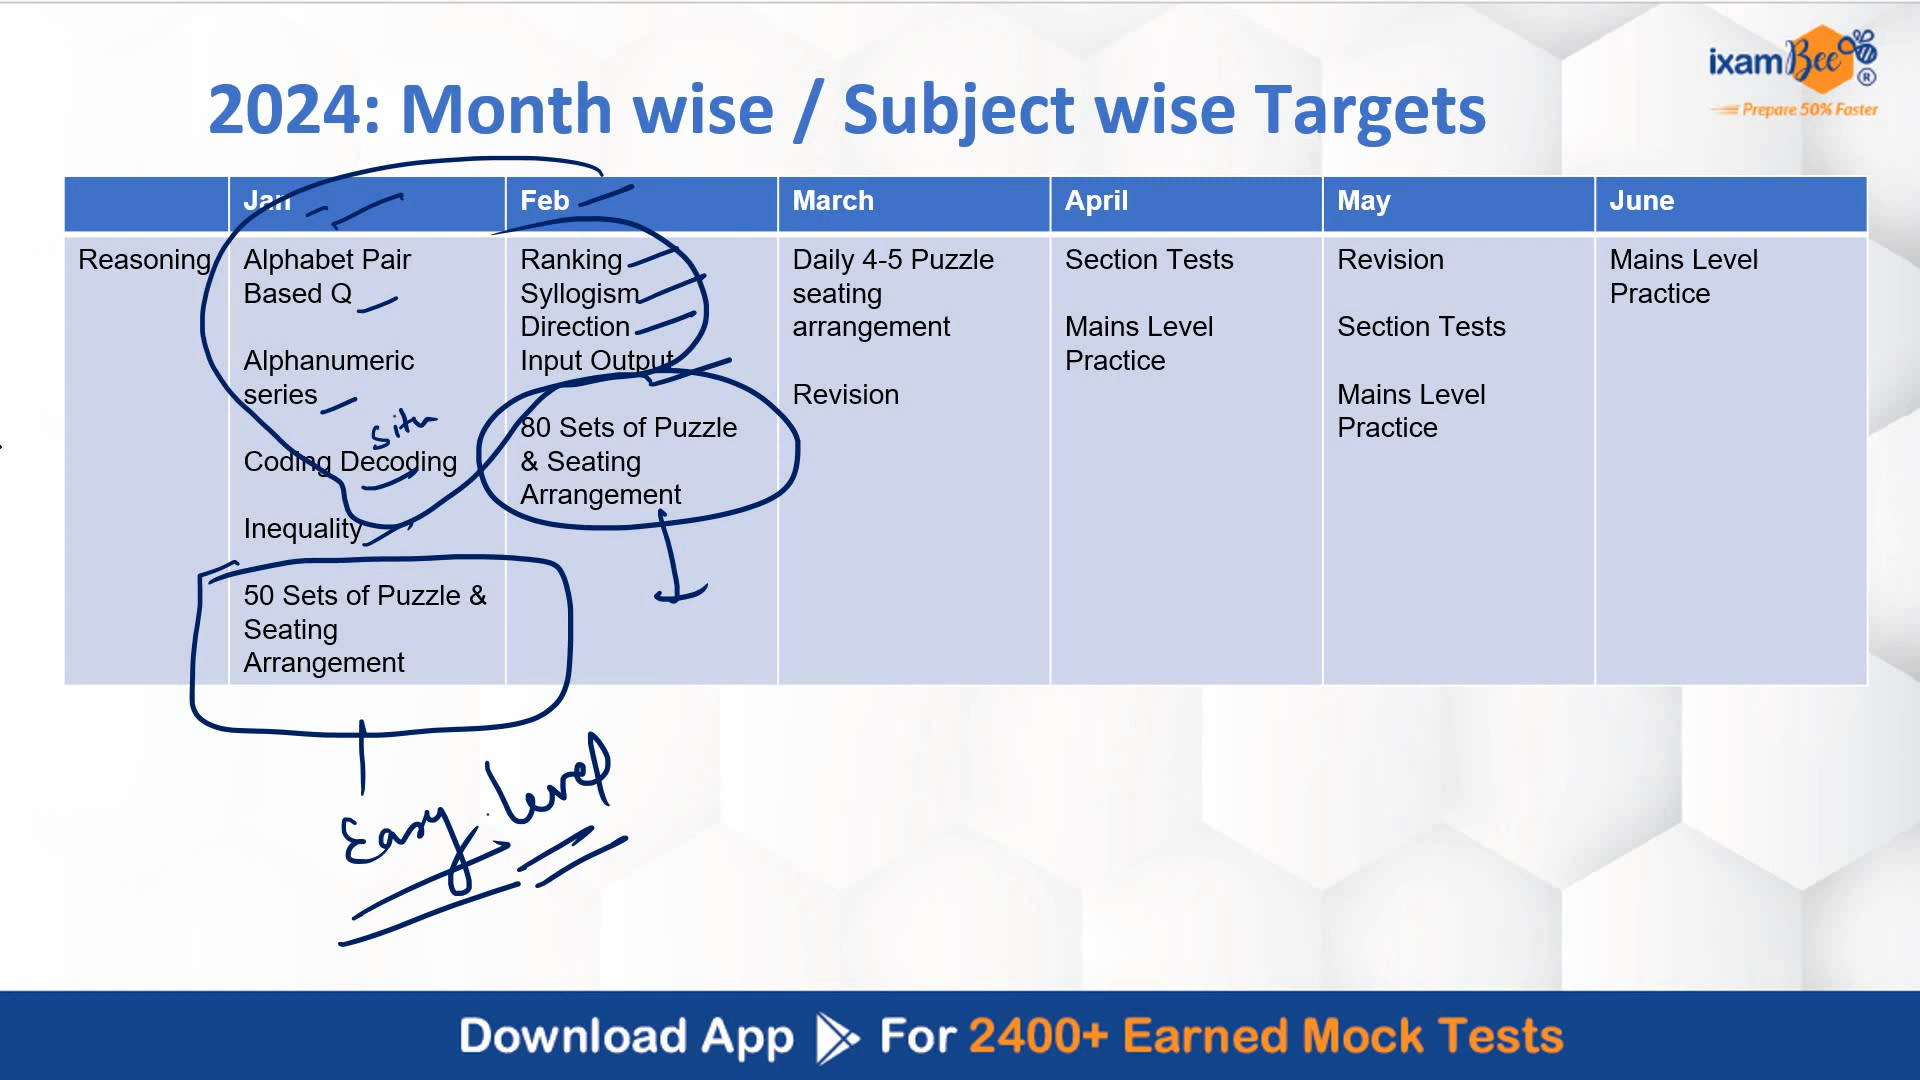 ixamBee
®
Prepare 50% Faster
2024: Month wise / Subject wise Targets
Jan
Feb
March
April
May
June
Reasoning
Alphabet Pair
Based Q
Alphanumeric
series
Coding Decoding
Inequality
50 Sets of Puzzle &
Seating
Arrangement
Ranking
Syllogism
Direction
Input Output
80 Sets of Puzzle
& Seating
Arrangement
Daily 4-5 Puzzle
seating
arrangement
Revision
Section Tests
Mains Level
Practice
Revision
Section Tests
Mains Level
Practice
Mains Level
Practice
Easy level
Download App For 2400+ Earned Mock Tests